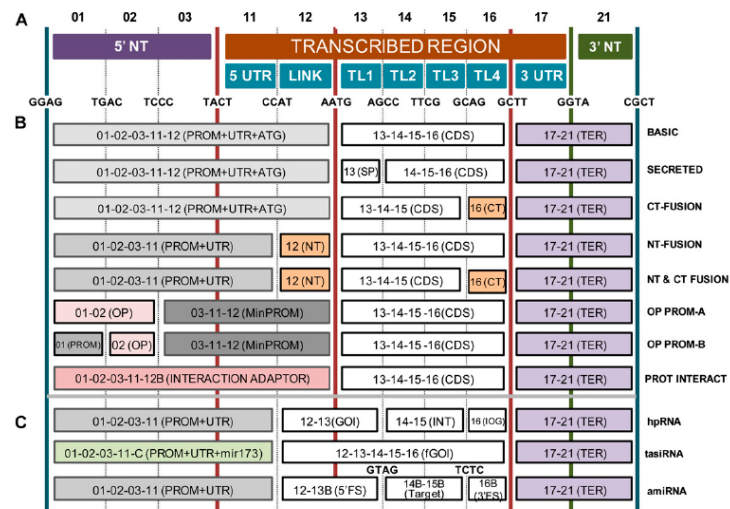 01 02 03 11 12 13 14 15 16 17 21
A
5' NT TRANSCRIBED REGION 3' NT
5 UTR LINK TL1 TL2 TL3 TL4 3 UTR
GGAG TGAC TCCC TACT CCAT AATG AGCC TTCG GCAG GCTT GGTA CGCT
B
01-02-03-11-12 (PROM+UTR+ATG) 13-14-15-16 (CDS) 17-21 (TER) BASIC
01-02-03-11-12 (PROM+UTR+ATG) 13 (SP) 14-15-16 (CDS) 17-21 (TER) SECRETED
01-02-03-11-12 (PROM+UTR+ATG) 13-14-15 (CDS) 16 (CT) 17-21 (TER) CT-FUSION
01-02-03-11 (PROM+UTR) 12 (NT) 13-14-15-16 (CDS) 17-21 (TER) NT-FUSION
01-02-03-11 (PROM+UTR) 12 (NT) 13-14-15 (CDS) 16 (CT) 17-21 (TER) NT & CT FUSION
01-02 (OP) 03-11-12 (MinPROM) 13-14-15-16 (CDS) 17-21 (TER) OP PROM-A
01 (PROM) 02 (OP) 03-11-12 (MinPROM) 13-14-15-16 (CDS) 17-21 (TER) OP PROM-B
01-02-03-11-12B (INTERACTION ADAPTOR) 13-14-15-16 (CDS) 17-21 (TER) PROT INTERACT
C
01-02-03-11 (PROM+UTR) 12-13 (GOI) 14-15 (INT) 16 (IOG) 17-21 (TER) hpRNA
01-02-03-11-C (PROM+UTR+mir173) 12-13-14-15-16 (fGOI) 17-21 (TER) tasiRNA
GTAG TCTC
01-02-03-11 (PROM+UTR) 12-13B (5'FS) 14B-15B (Target) 16B (3'FS) 17-21 (TER) amiRNA